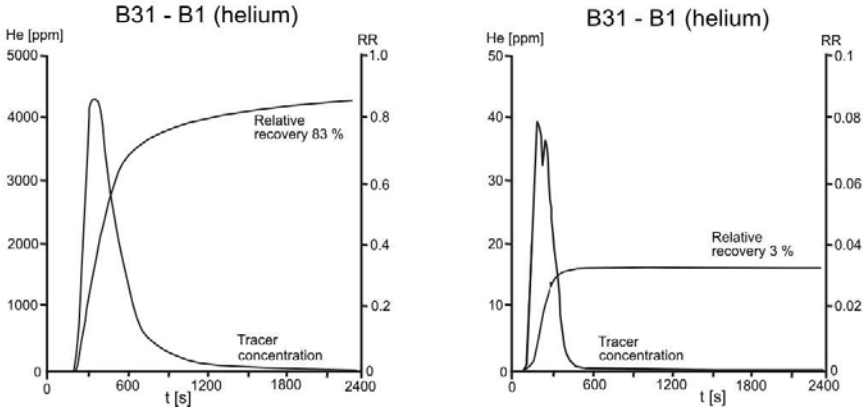 B31 - B1 (helium)
He [ppm]
RR
5000
4000
3000
2000
1000
0
1.0
0.8
0.6
0.4
0.2
0
Relative
recovery 83 %
Tracer
concentration
0
600
1200
1800
2400
t [s]
B31 - B1 (helium)
He [ppm]
RR
50
40
30
20
10
0
0.1
0.08
0.06
0.04
0.02
0
Relative
recovery 3 %
Tracer
concentration
0
600
1200
1800
2400
t [s]